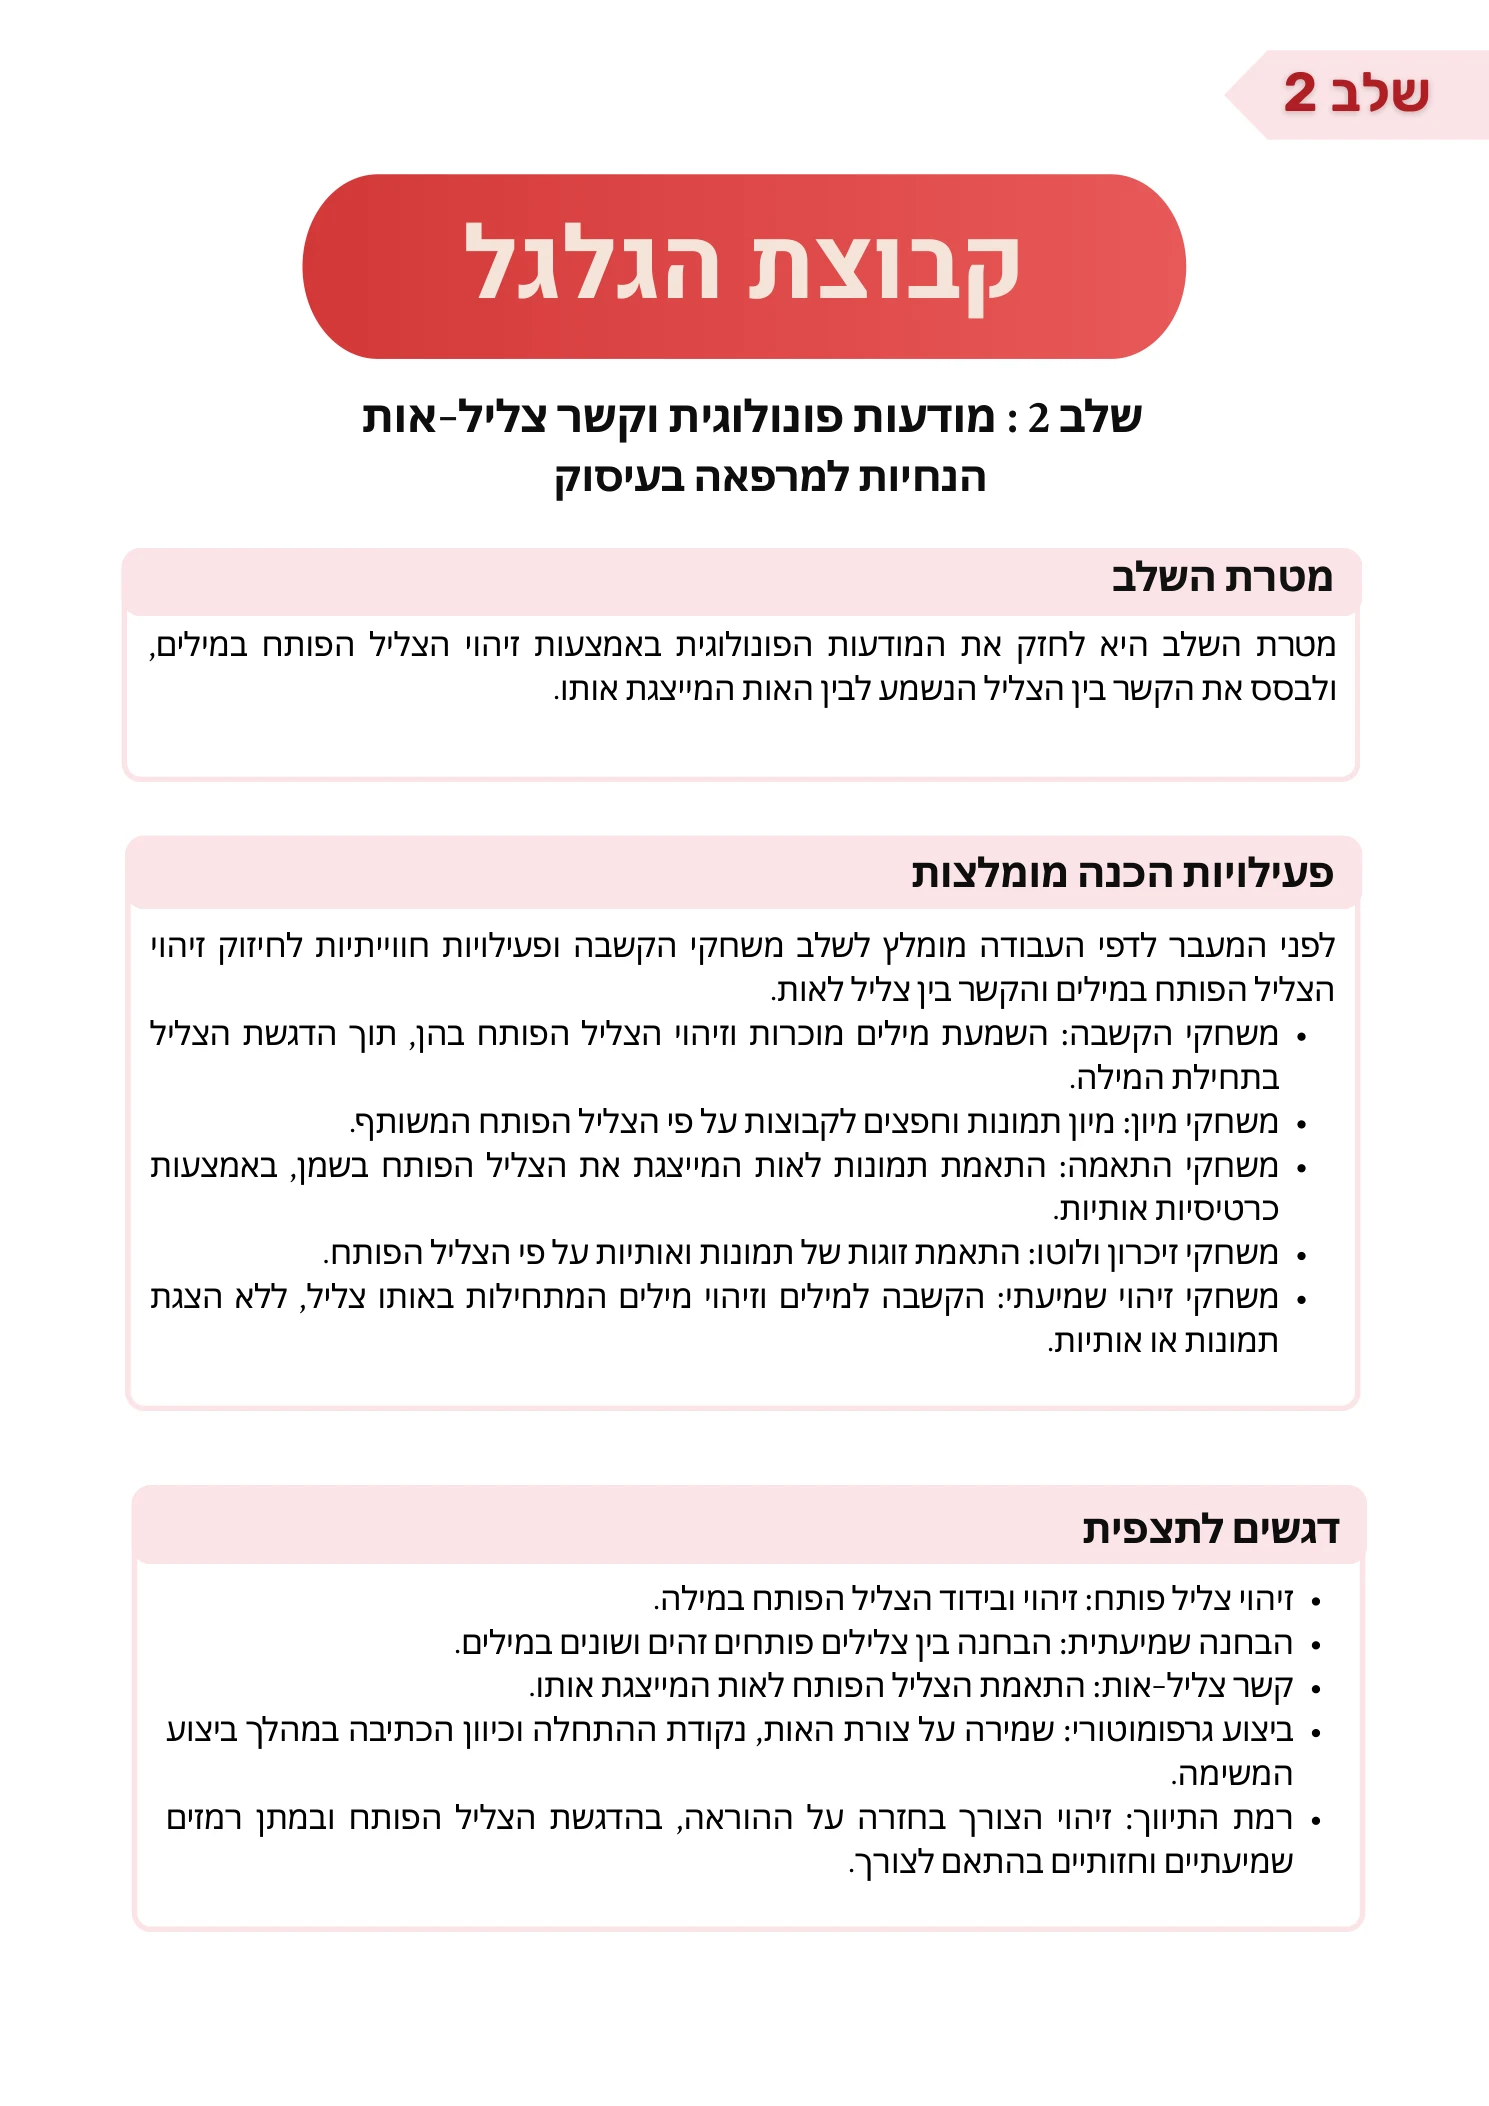 שלב 2
קבוצת הגלגל
שלב 2 : מודעות פונולוגית וקשר צליל-אות
הנחיות למרפאה בעיסוק
מטרת השלב
מטרת השלב היא לחזק את המודעות הפונולוגית באמצעות זיהוי הצליל הפותח במילים,
ולבסס את הקשר בין הצליל הנשמע לבין האות המייצגת אותו.
פעילויות הכנה מומלצות
לפני המעבר לדפי העבודה מומלץ לשלב משחקי הקשבה ופעילויות חווייתיות לחיזוק זיהוי
הצליל הפותח במילים והקשר בין צליל לאות.
• משחקי הקשבה: השמעת מילים מוכרות וזיהוי הצליל הפותח בהן, תוך הדגשת הצליל
בתחילת המילה.
• משחקי מיון: מיון תמונות וחפצים לקבוצות על פי הצליל הפותח המשותף.
• משחקי התאמה: התאמת תמונות לאות המייצגת את הצליל הפותח בשמן, באמצעות
כרטיסיות אותיות.
• משחקי זיכרון ולוטו: התאמת זוגות של תמונות ואותיות על פי הצליל הפותח.
• משחקי זיהוי שמיעתי: הקשבה למילים וזיהוי מילים המתחילות באותו צליל, ללא הצגת
תמונות או אותיות.
דגשים לתצפית
• זיהוי צליל פותח: זיהוי ובידוד הצליל הפותח במילה.
• הבחנה שמיעתית: הבחנה בין צלילים פותחים זהים ושונים במילים.
• קשר צליל-אות: התאמת הצליל הפותח לאות המייצגת אותו.
• ביצוע גרפומוטורי: שמירה על צורת האות, נקודת ההתחלה וכיוון הכתיבה במהלך ביצוע
המשימה.
• רמת התיווך: זיהוי הצורך בחזרה על ההוראה, בהדגשת הצליל הפותח ובמתן רמזים
שמיעתיים וחזותיים בהתאם לצורך.